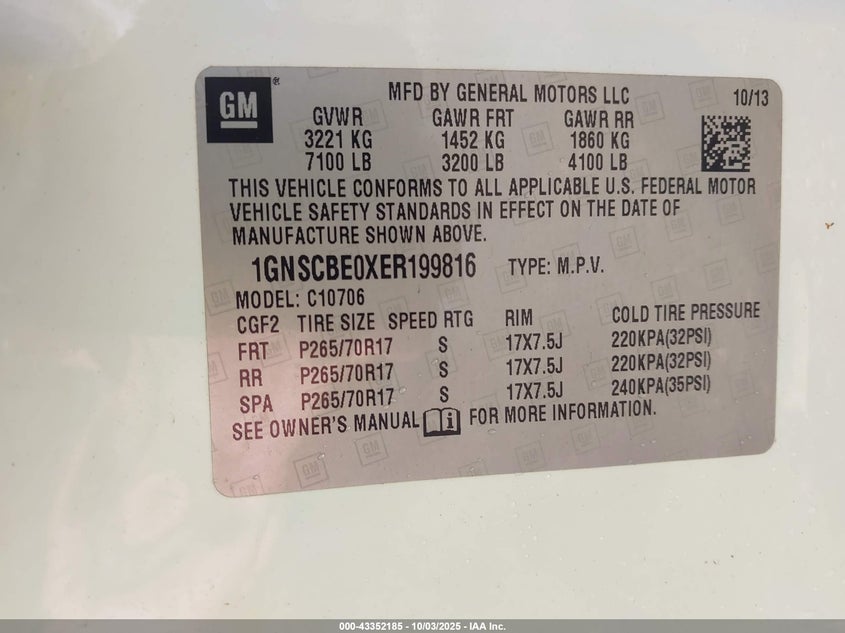 GM
®
MFD BY GENERAL MOTORS LLC 10/13
GVWR GAWR FRT GAWR RR
3221 KG 1452 KG 1860 KG
7100 LB 3200 LB 4100 LB
THIS VEHICLE CONFORMS TO ALL APPLICABLE U.S. FEDERAL MOTOR
VEHICLE SAFETY STANDARDS IN EFFECT ON THE DATE OF
MANUFACTURE SHOWN ABOVE.
1GNSCBE0XER199816 TYPE: M.P.V.
MODEL: C10706
CGF2 TIRE SIZE SPEED RTG RIM COLD TIRE PRESSURE
FRT P265/70R17 S 17X7.5J 220KPA(32PSI)
RR P265/70R17 S 17X7.5J 220KPA(32PSI)
SPA P265/70R17 S 17X7.5J 240KPA(35PSI)
SEE OWNER'S MANUAL i FOR MORE INFORMATION.
000-43352185 - 10/03/2025 - IAA Inc.